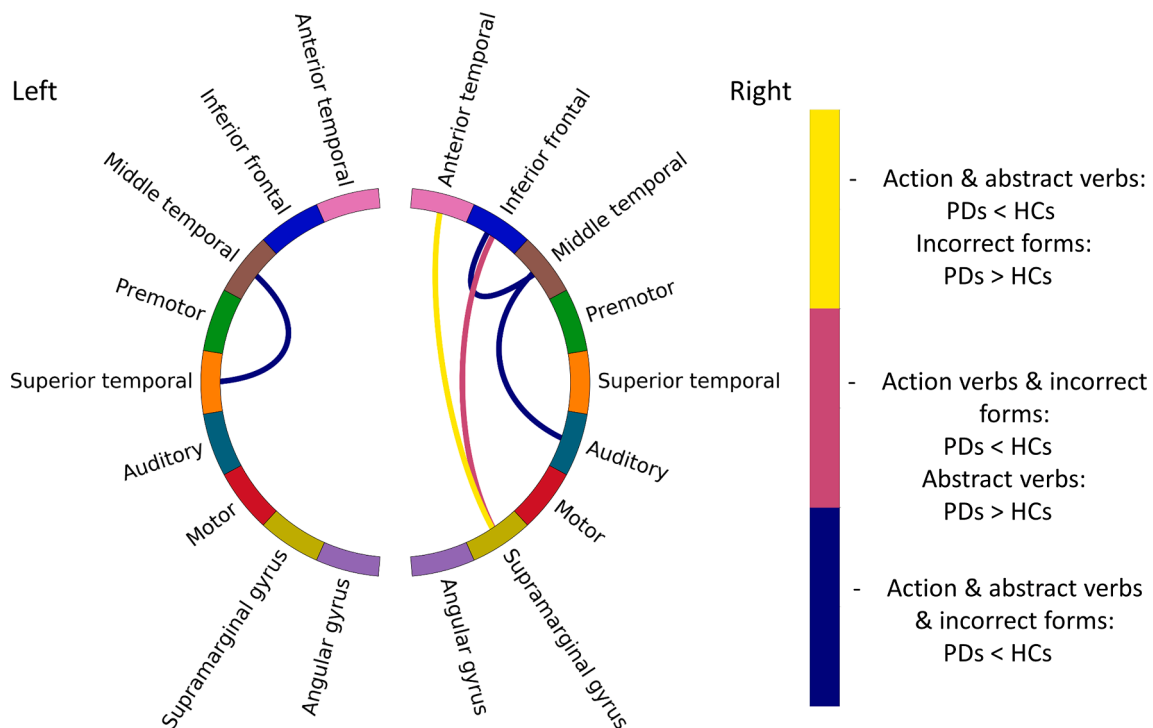 Left
Right
Anterior temporal
Inferior frontal
Middle temporal
Premotor
Superior temporal
Auditory
Motor
Supramarginal gyrus
Angular gyrus
Anterior temporal
Inferior frontal
Middle temporal
Premotor
Superior temporal
Auditory
Motor
Supramarginal gyrus
Angular gyrus
- Action & abstract verbs:
PDs < HCs
Incorrect forms:
PDs > HCs
- Action verbs & incorrect
forms:
PDs < HCs
Abstract verbs:
PDs > HCs
- Action & abstract verbs
& incorrect forms:
PDs < HCs